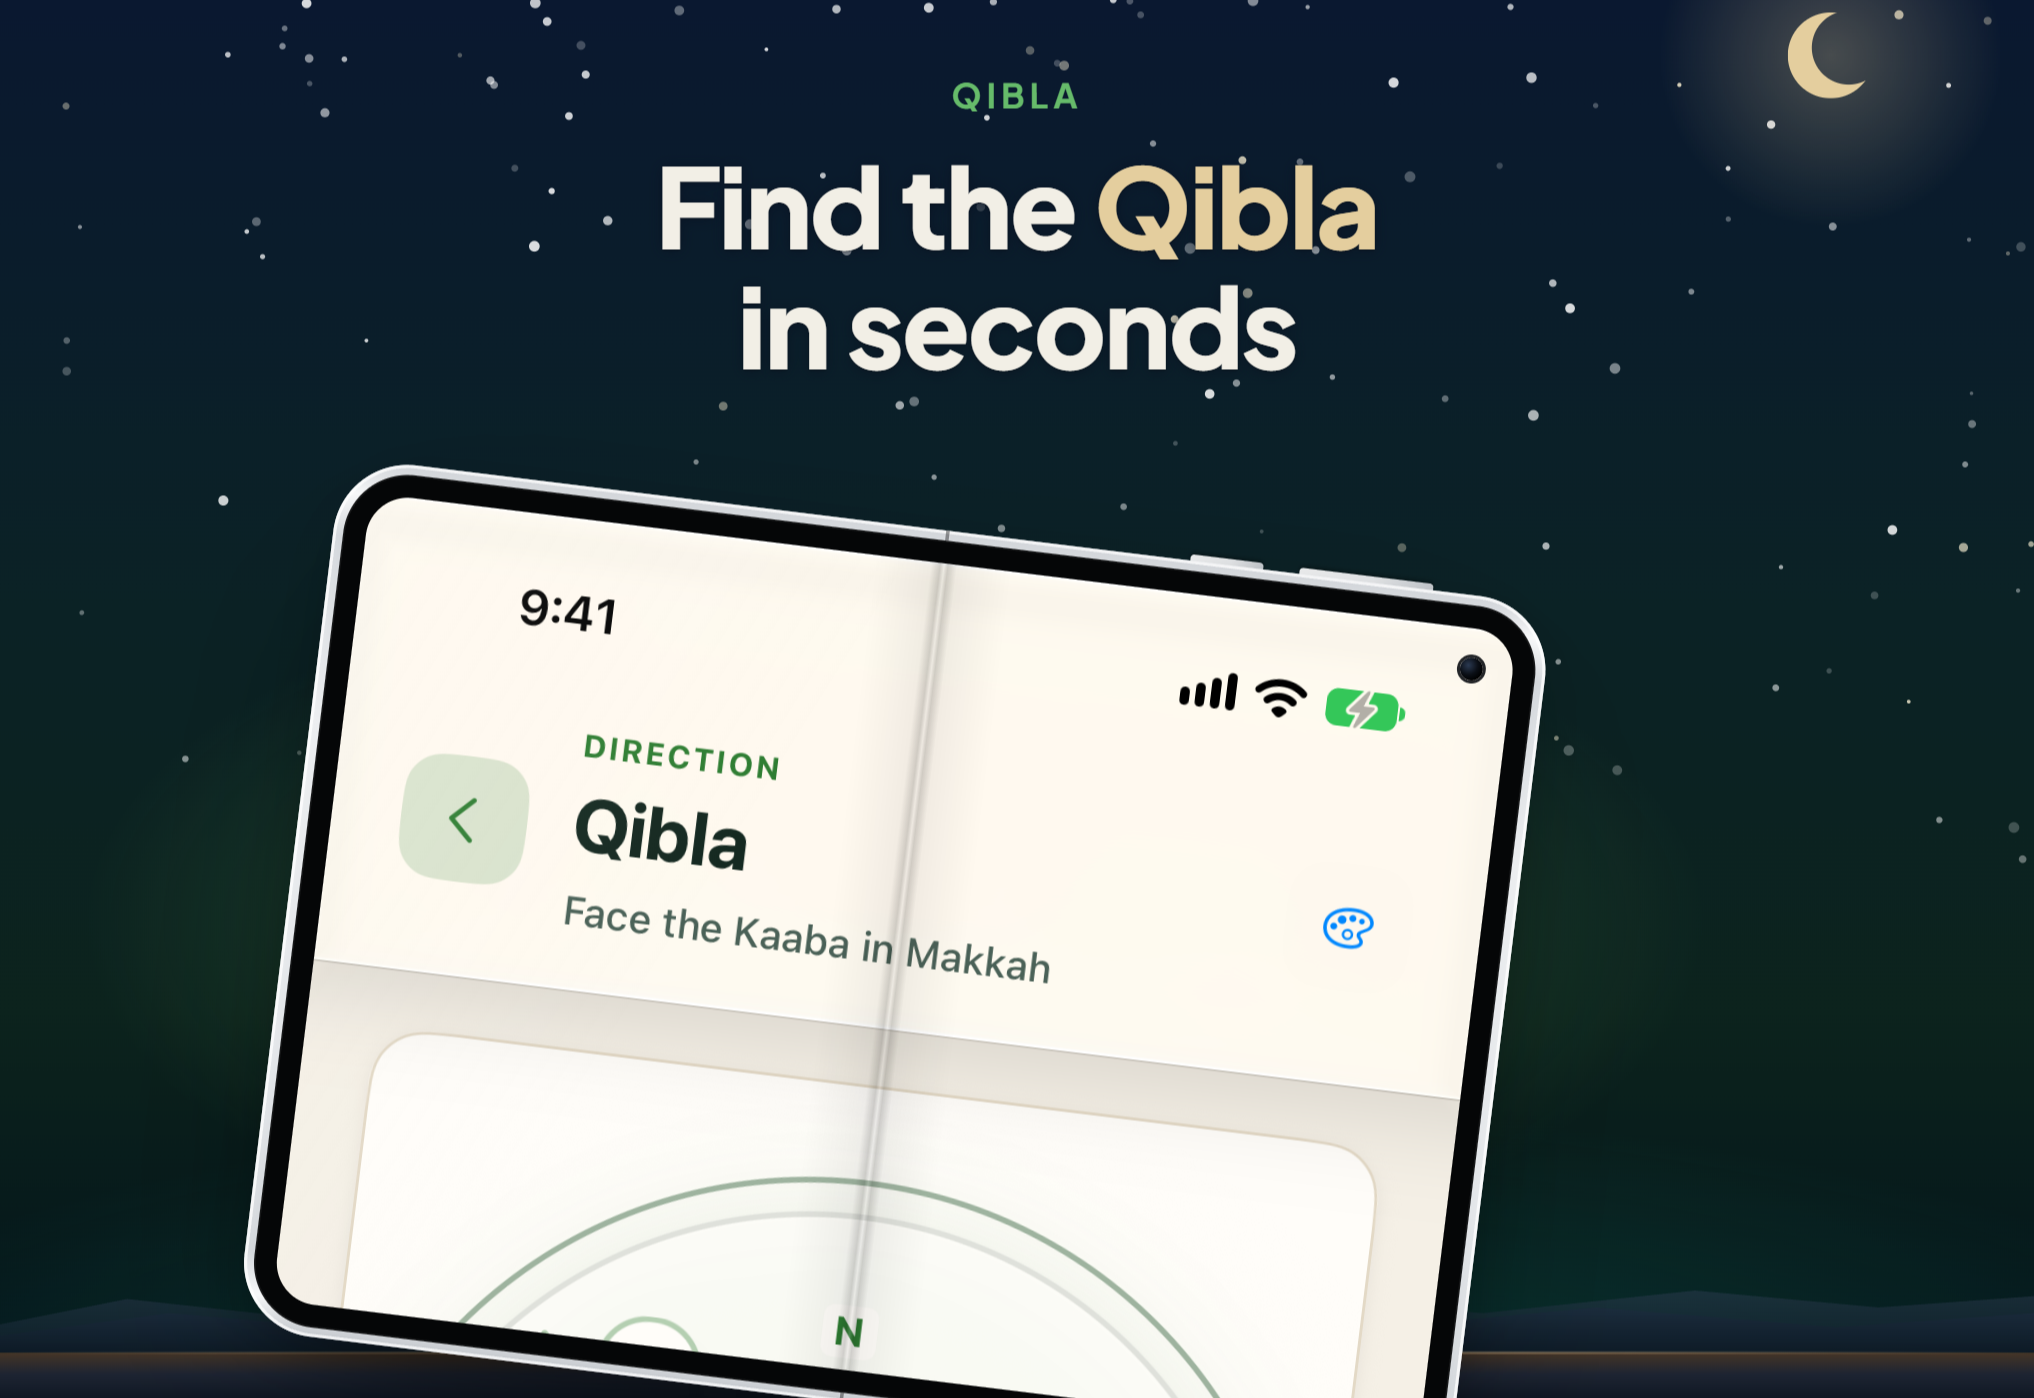 QIBLA
Find the Qibla
in seconds
9:41
DIRECTION
Qibla
Face the Kaaba in Makkah
N